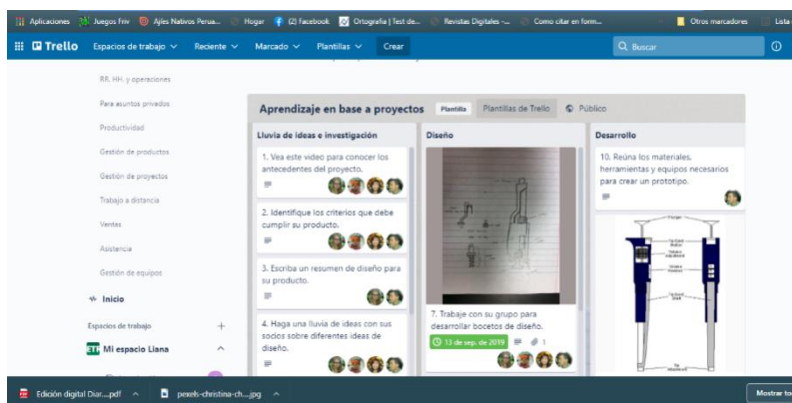 Aplicaciones
Juegos Friv
Ajíes Nativos Perua...
Hogar
(2) Facebook
Ortografía | Test de...
Revistas Digitales -...
Como citar en form...
Otros marcadores
Lista
Trello
Espacios de trabajo
Reciente
Marcado
Plantillas
Crear
Buscar
RR. HH. y operaciones
Para asuntos privados
Productividad
Gestión de productos
Gestión de proyectos
Trabajo a distancia
Ventas
Asistencia
Gestión de equipos
Inicio
Espacios de trabajo
+
Mi espacio Liana
Aprendizaje en base a proyectos
Plantilla
Plantillas de Trello
Público
Lluvia de ideas e investigación
1. Vea este video para conocer los
antecedentes del proyecto.
2. Identifique los criterios que debe
cumplir su producto.
3. Escriba un resumen de diseño para
su producto.
4. Haga una lluvia de ideas con sus
socios sobre diferentes ideas de
diseño.
Diseño
7. Trabaje con su grupo para
desarrollar bocetos de diseño.
13 de sep. de 2019
1
Desarrollo
10. Reúna los materiales,
herramientas y equipos necesarios
para crear un prototipo.
Edición digital Diar....pdf
pexels-christina-ch....jpg
Mostrar to